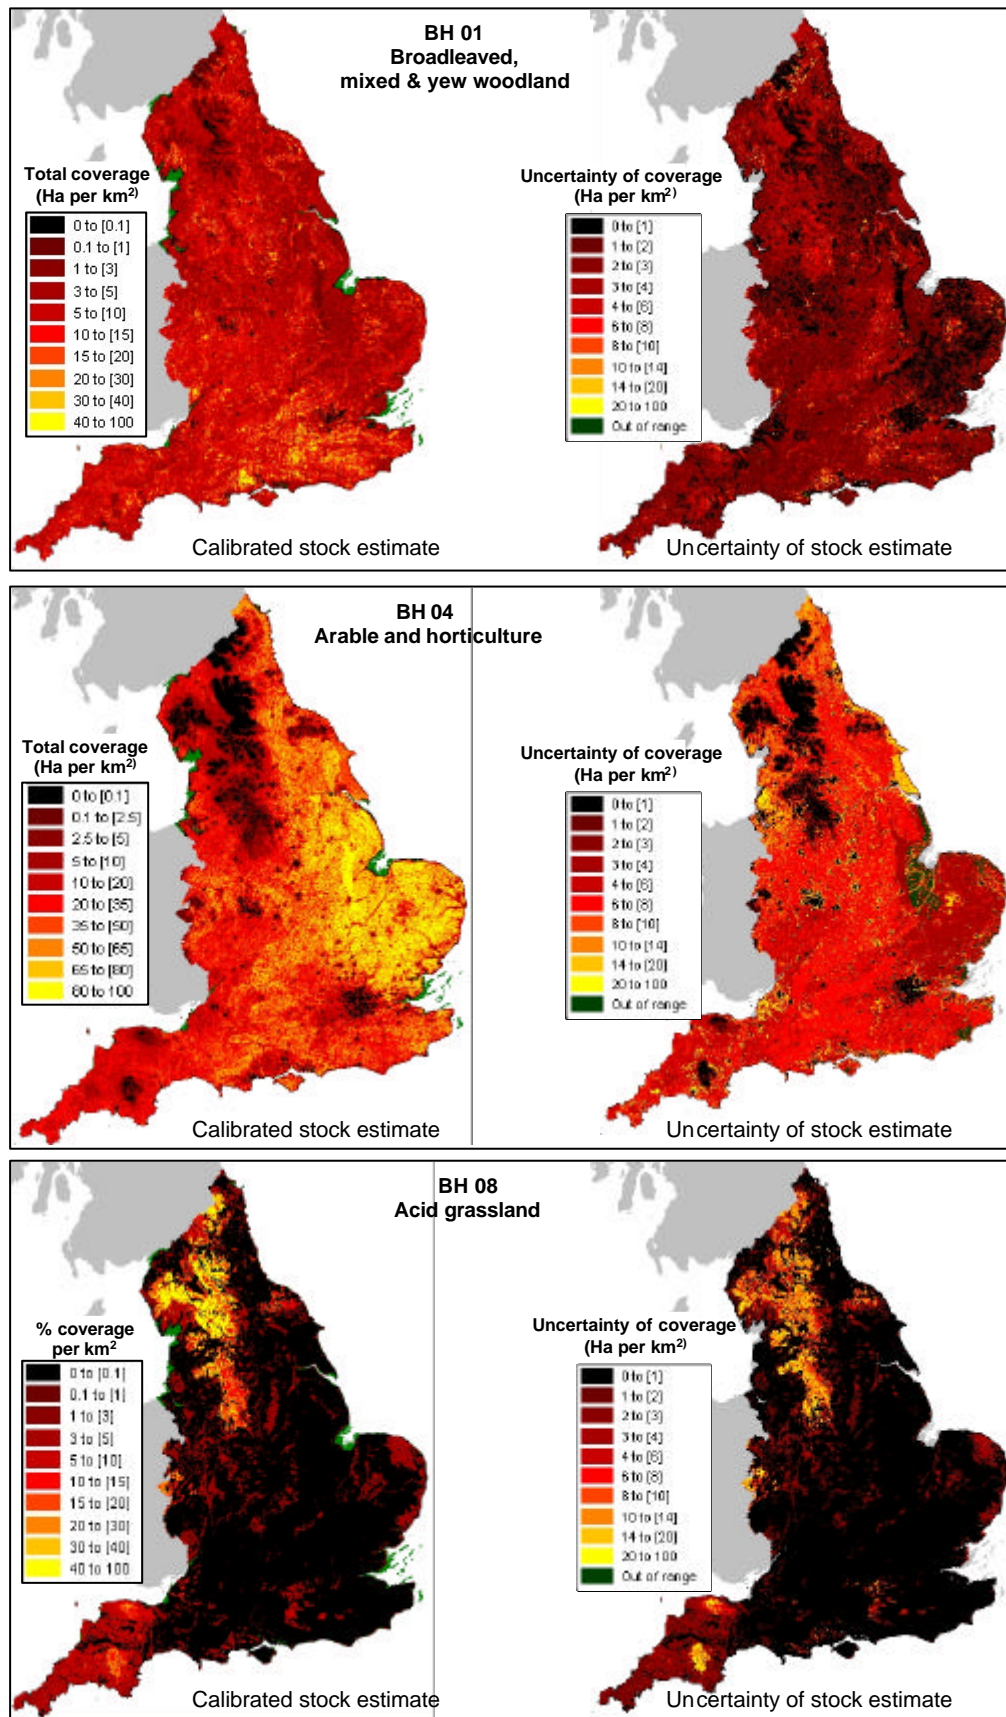 BH 01
Broadleaved,
mixed & yew woodland
Total coverage
(Ha per km²)
0 to [0.1]
0.1 to [1]
1 to [3]
3 to [5]
5 to [10]
10 to [15]
15 to [20]
20 to [30]
30 to [40]
40 to 100
Calibrated stock estimate
Uncertainty of coverage
(Ha per km²)
0 to [1]
1 to [2]
2 to [3]
3 to [4]
4 to [6]
6 to [8]
8 to [10]
10 to [14]
14 to [20]
20 to 100
Out of range
Uncertainty of stock estimate
BH 04
Arable and horticulture
Total coverage
(Ha per km²)
0 to [0.1]
0.1 to [2.5]
2.5 to [5]
5 to [10]
10 to [20]
20 to [35]
35 to [50]
50 to [65]
65 to [80]
80 to 100
Calibrated stock estimate
Uncertainty of coverage
(Ha per km²)
0 to [1]
1 to [2]
2 to [3]
3 to [4]
4 to [6]
6 to [8]
8 to [10]
10 to [14]
14 to [20]
20 to 100
Out of range
Uncertainty of stock estimate
BH 08
Acid grassland
% coverage
per km²
0 to [0.1]
0.1 to [1]
1 to [3]
3 to [5]
5 to [10]
10 to [15]
15 to [20]
20 to [30]
30 to [40]
40 to 100
Calibrated stock estimate
Uncertainty of coverage
(Ha per km²)
0 to [1]
1 to [2]
2 to [3]
3 to [4]
4 to [6]
6 to [8]
8 to [10]
10 to [14]
14 to [20]
20 to 100
Out of range
Uncertainty of stock estimate